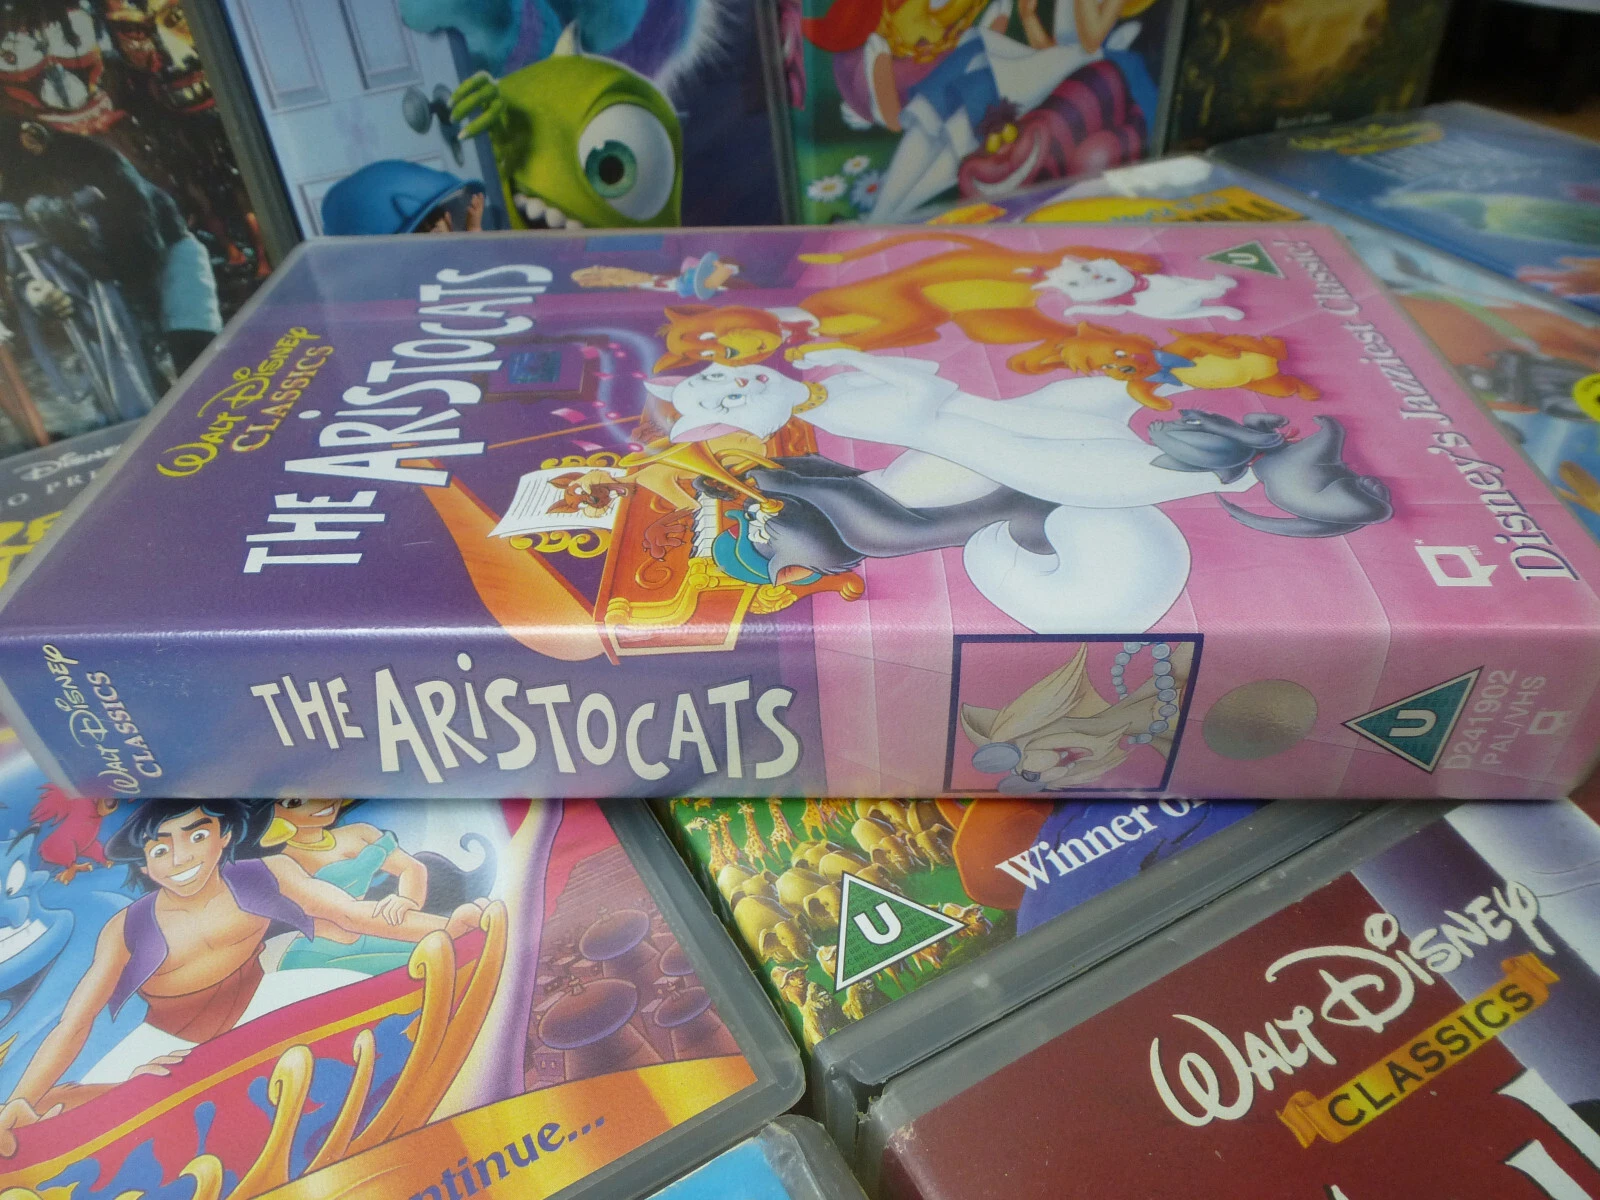 WALT DISNEY
CLASSICS
THE ARISTOCATS
U
Disney's Jazziest Classic!
WALT DISNEY
CLASSICS
THE ARISTOCATS
U
D241902
PAL/VHS
Winner of
U
WALT DISNEY
CLASSICS